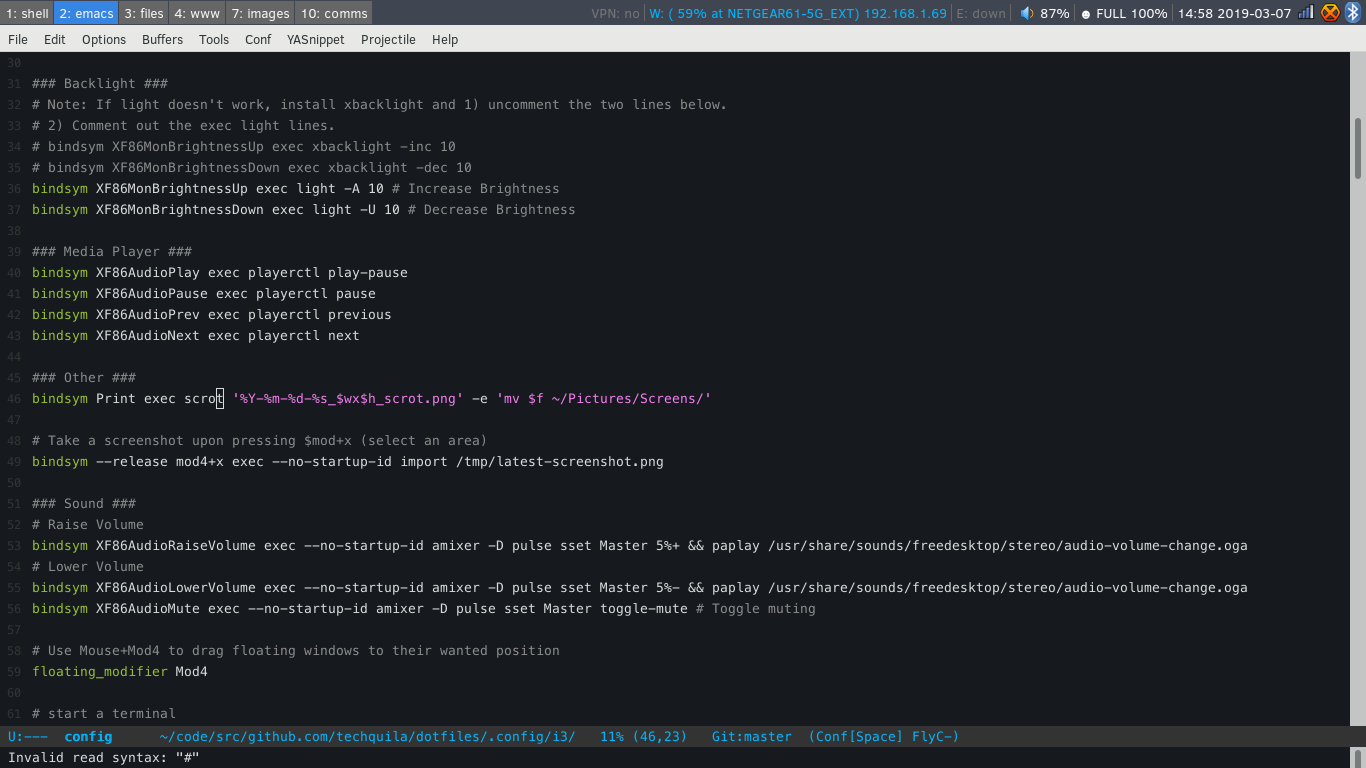 1: shell 2: emacs 3: files 4: www 7: images 10: comms VPN: no W: ( 59% at NETGEAR61-5G_EXT) 192.168.1.69 E: down 87% ☻ FULL 100% 14:58 2019-03-07
File Edit Options Buffers Tools Conf YASnippet Projectile Help
30
31 ### Backlight ###
32 # Note: If light doesn't work, install xbacklight and 1) uncomment the two lines below.
33 # 2) Comment out the exec light lines.
34 # bindsym XF86MonBrightnessUp exec xbacklight -inc 10
35 # bindsym XF86MonBrightnessDown exec xbacklight -dec 10
36 bindsym XF86MonBrightnessUp exec light -A 10 # Increase Brightness
37 bindsym XF86MonBrightnessDown exec light -U 10 # Decrease Brightness
38
39 ### Media Player ###
40 bindsym XF86AudioPlay exec playerctl play-pause
41 bindsym XF86AudioPause exec playerctl pause
42 bindsym XF86AudioPrev exec playerctl previous
43 bindsym XF86AudioNext exec playerctl next
44
45 ### Other ###
46 bindsym Print exec scrot '%Y-%m-%d-%s_$wx$h_scrot.png' -e 'mv $f ~/Pictures/Screens/'
47
48 # Take a screenshot upon pressing $mod+x (select an area)
49 bindsym --release mod4+x exec --no-startup-id import /tmp/latest-screenshot.png
50
51 ### Sound ###
52 # Raise Volume
53 bindsym XF86AudioRaiseVolume exec --no-startup-id amixer -D pulse sset Master 5%+ && paplay /usr/share/sounds/freedesktop/stereo/audio-volume-change.oga
54 # Lower Volume
55 bindsym XF86AudioLowerVolume exec --no-startup-id amixer -D pulse sset Master 5%- && paplay /usr/share/sounds/freedesktop/stereo/audio-volume-change.oga
56 bindsym XF86AudioMute exec --no-startup-id amixer -D pulse sset Master toggle-mute # Toggle muting
57
58 # Use Mouse+Mod4 to drag floating windows to their wanted position
59 floating_modifier Mod4
60
61 # start a terminal
U:--- config ~/code/src/github.com/techquila/dotfiles/.config/i3/ 11% (46,23) Git:master (Conf[Space] FlyC-)
Invalid read syntax: "#"